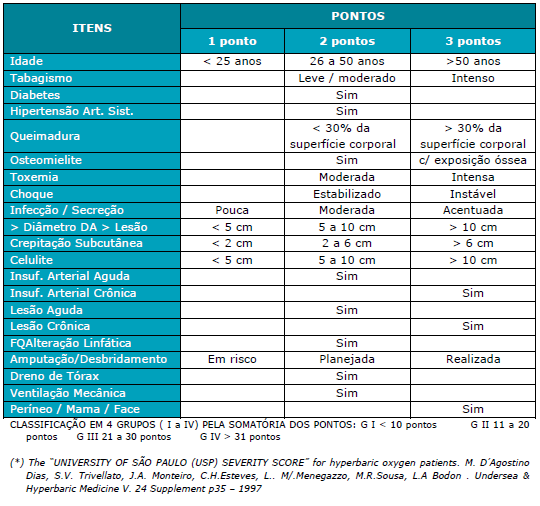 ITENS PONTOS
1 ponto 2 pontos 3 pontos
Idade < 25 anos 26 a 50 anos >50 anos
Tabagismo Leve / moderado Intenso
Diabetes Sim
Hipertensão Art. Sist. Sim
Queimadura < 30% da superfície corporal > 30% da superfície corporal
Osteomielite Sim c/ exposição óssea
Toxemia Moderada Intensa
Choque Estabilizado Instável
Infecção / Secreção Pouca Moderada Acentuada
> Diâmetro DA > Lesão < 5 cm 5 a 10 cm > 10 cm
Crepitação Subcutânea < 2 cm 2 a 6 cm > 6 cm
Celulite < 5 cm 5 a 10 cm > 10 cm
Insuf. Arterial Aguda Sim
Insuf. Arterial Crônica Sim
Lesão Aguda Sim
Lesão Crônica Sim
FQAlteração Linfática Sim
Amputação/Desbridamento Em risco Planejada Realizada
Dreno de Tórax Sim
Ventilação Mecânica Sim
Períneo / Mama / Face Sim
CLASSIFICAÇÃO EM 4 GRUPOS ( I a IV) PELA SOMATÓRIA DOS PONTOS: G I < 10 pontos G II 11 a 20
pontos G III 21 a 30 pontos G IV > 31 pontos
(*) The "UNIVERSITY OF SÃO PAULO (USP) SEVERITY SCORE" for hyperbaric oxygen patients. M. D´Agostino
Dias, S.V. Trivellato, J.A. Monteiro, C.H.Esteves, L.. M/.Menegazzo, M.R.Sousa, L.A Bodon . Undersea &
Hyperbaric Medicine V. 24 Supplement p35 – 1997